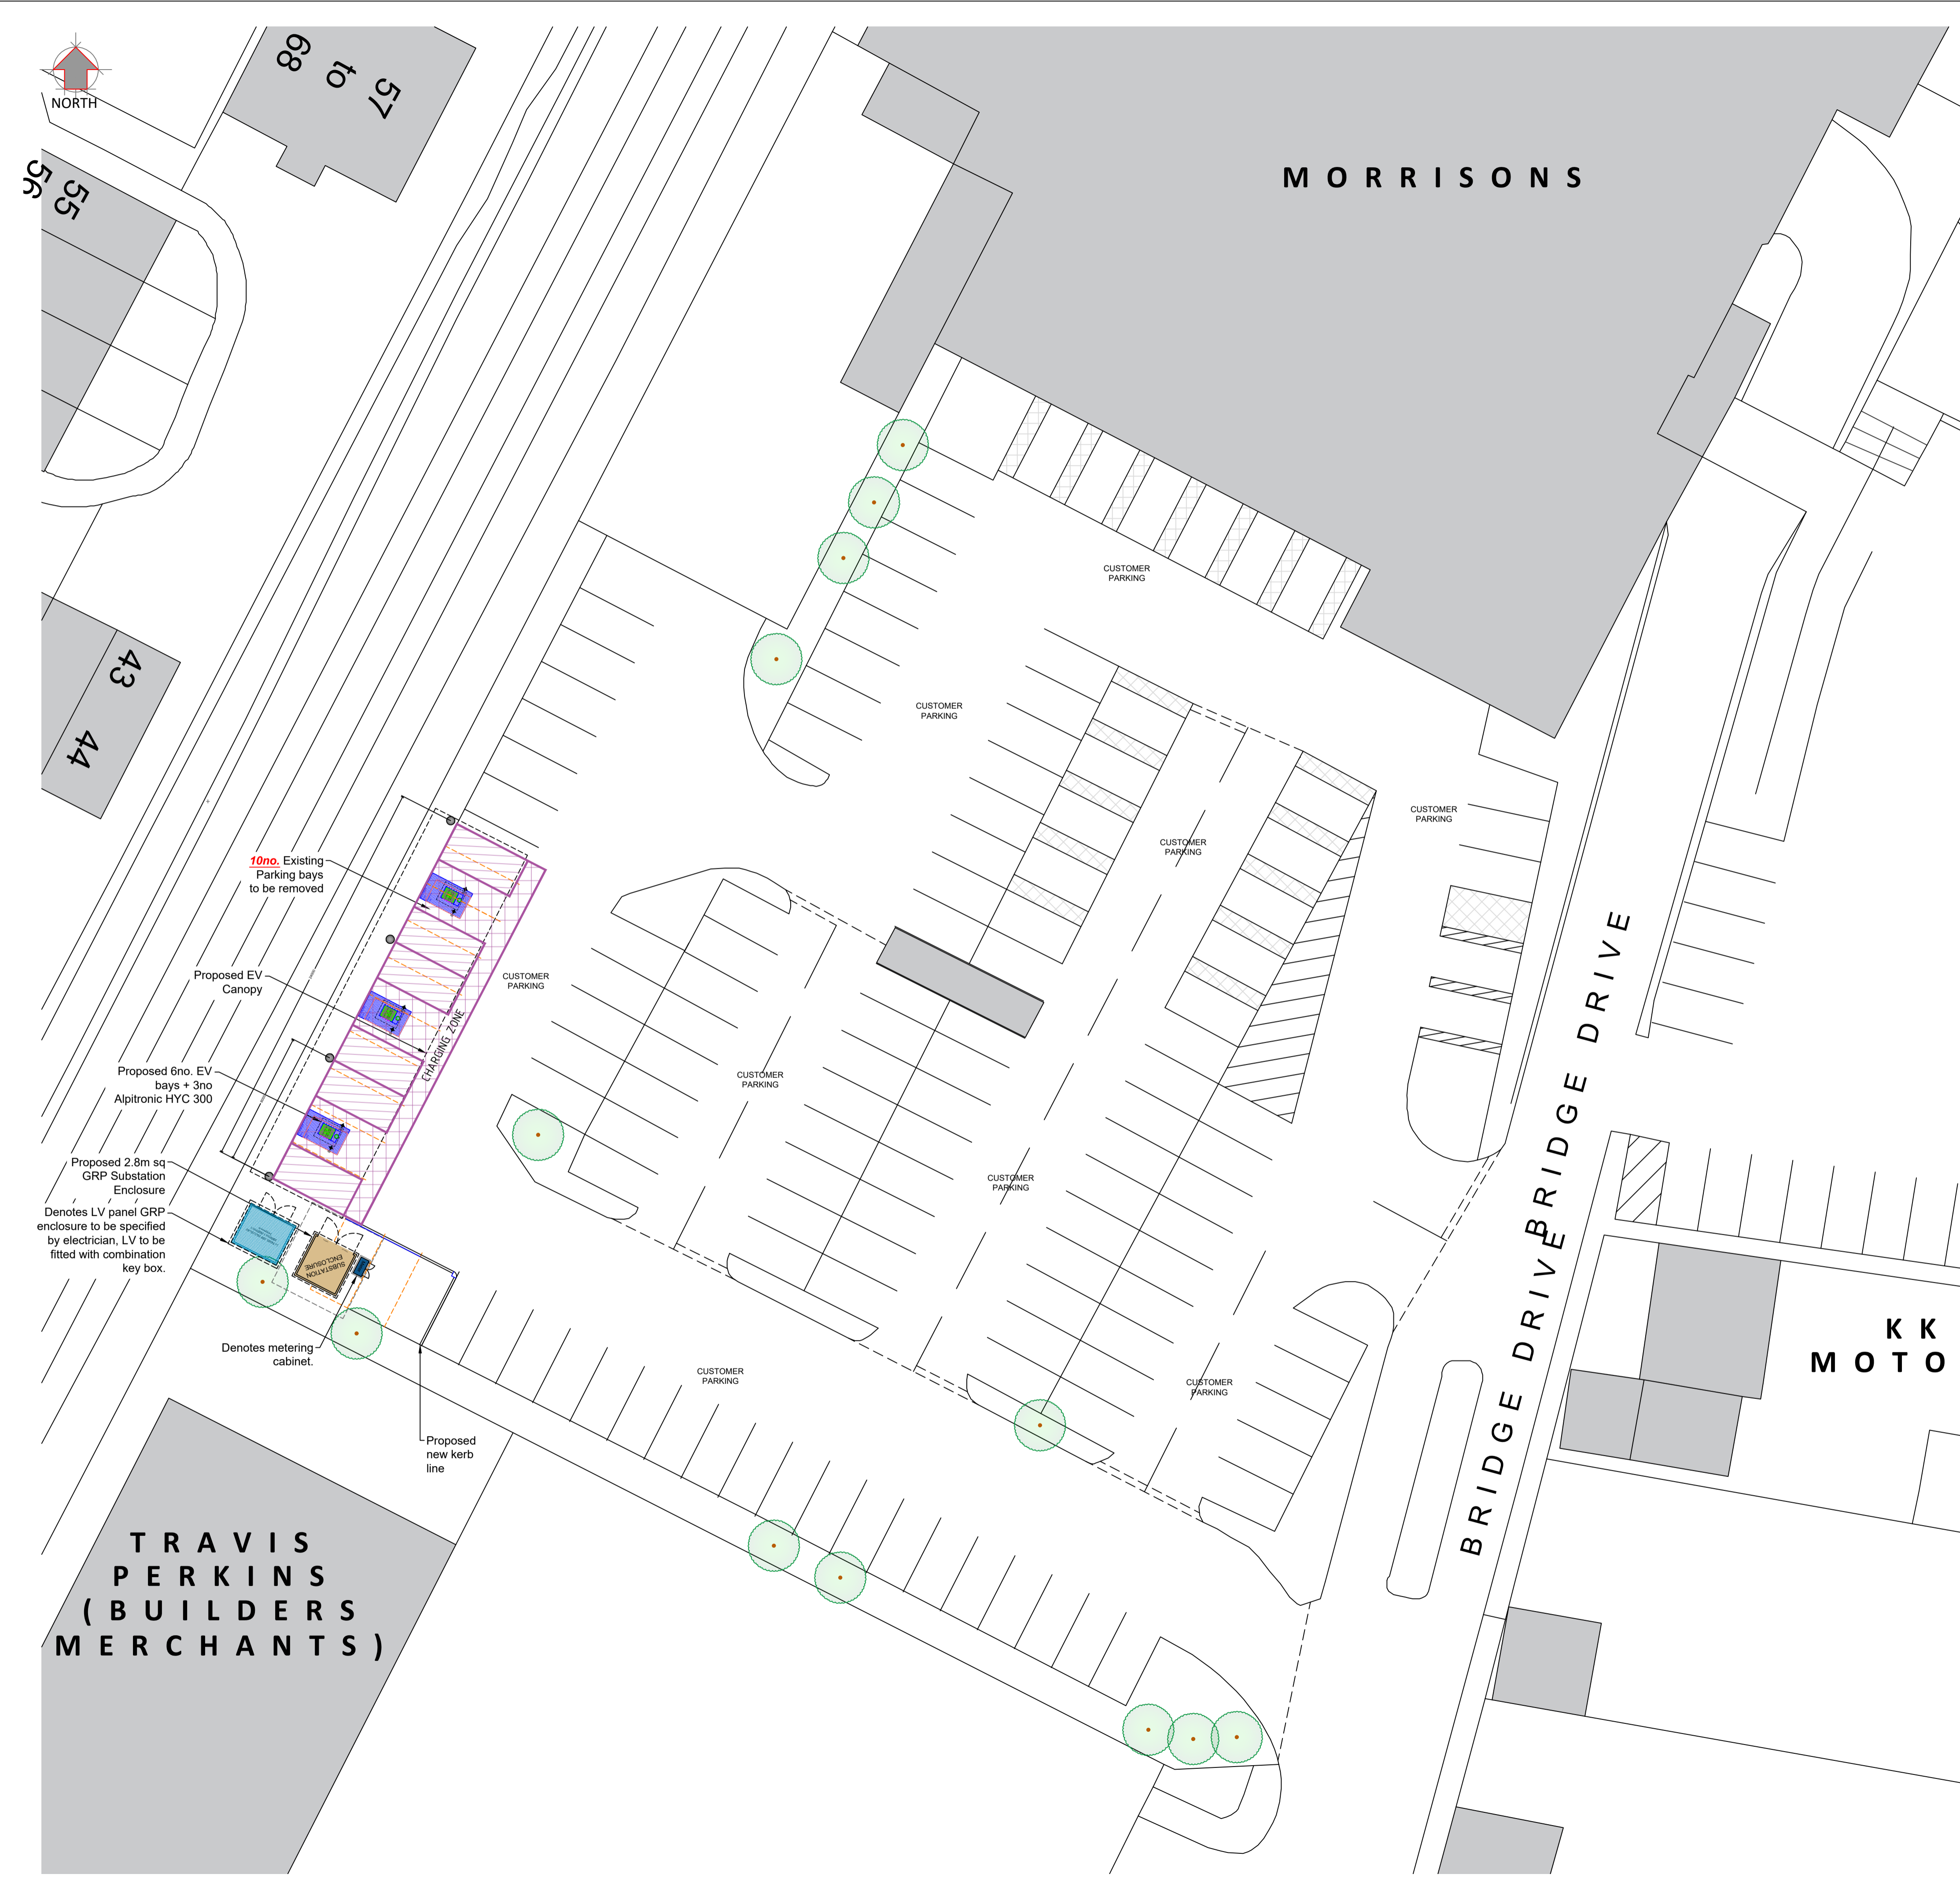 NORTH
68
to
57
56
55
MORRISONS
43
44
CUSTOMER
PARKING
CUSTOMER
PARKING
CUSTOMER
PARKING
CUSTOMER
PARKING
10no. Existing
Parking bays
to be removed
Proposed EV
Canopy
CUSTOMER
PARKING
CHARGING ZONE
Proposed 6no. EV
bays + 3no
Alpitronic HYC 300
CUSTOMER
PARKING
BRIDGE DRIVE
Proposed 2.8m sq
GRP Substation
Enclosure
Denotes LV panel GRP
enclosure to be specified
by electrician, LV to be
fitted with combination
key box.
CUSTOMER
PARKING
SUBSTATION
ENCLOSURE
BRIDGE DRIVE
Denotes metering
cabinet.
CUSTOMER
PARKING
CUSTOMER
PARKING
KK
MOTO
Proposed
new kerb
line
TRAVIS
PERKINS
(BUILDERS
MERCHANTS)